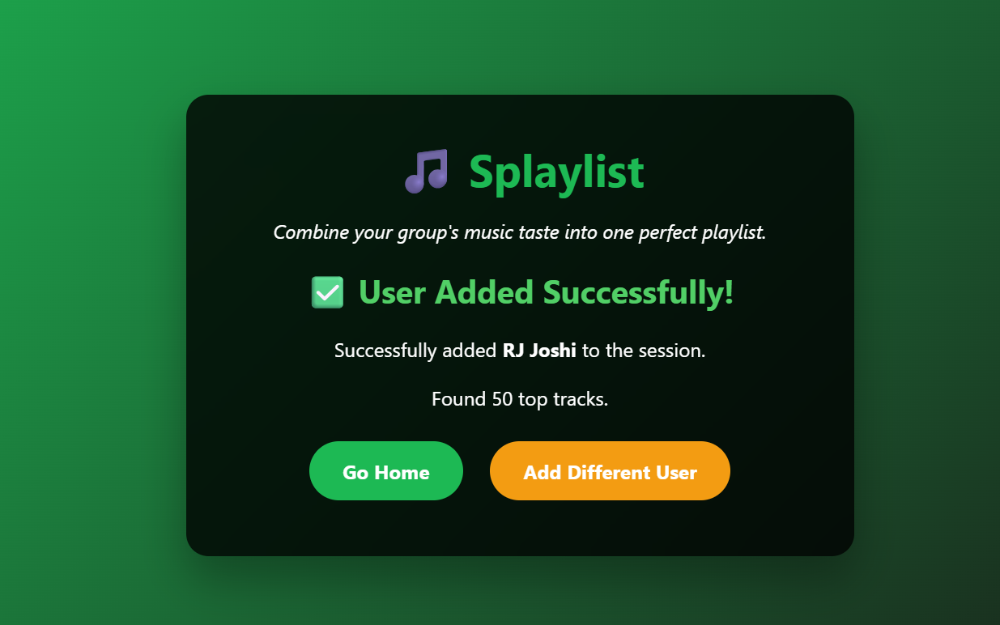 Splaylist
Combine your group's music taste into one perfect playlist.
User Added Successfully!
Successfully added RJ Joshi to the session.
Found 50 top tracks.
Go Home
Add Different User